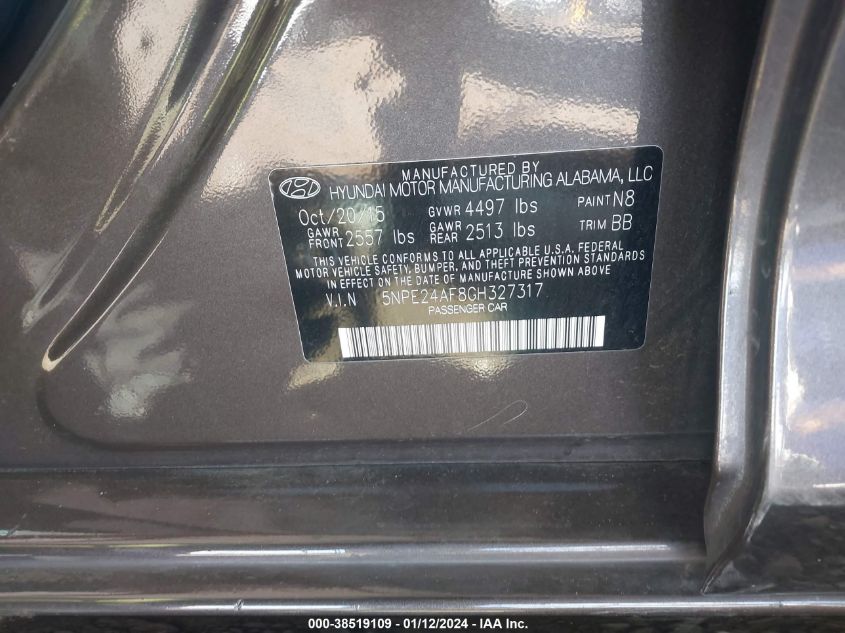 MANUFACTURED BY
HYUNDAI MOTOR MANUFACTURING ALABAMA, LLC
Oct/20/15 GVWR 4497 lbs PAINT N8
GAWR FRONT 2557 lbs GAWR REAR 2513 lbs TRIM BB
THIS VEHICLE CONFORMS TO ALL APPLICABLE U.S.A. FEDERAL
MOTOR VEHICLE SAFETY, BUMPER, AND THEFT PREVENTION STANDARDS
IN EFFECT ON THE DATE OF MANUFACTURE SHOWN ABOVE.
V.I.N 5NPE24AF8GH327317
PASSENGER CAR
000-38519109 - 01/12/2024 - IAAI.com